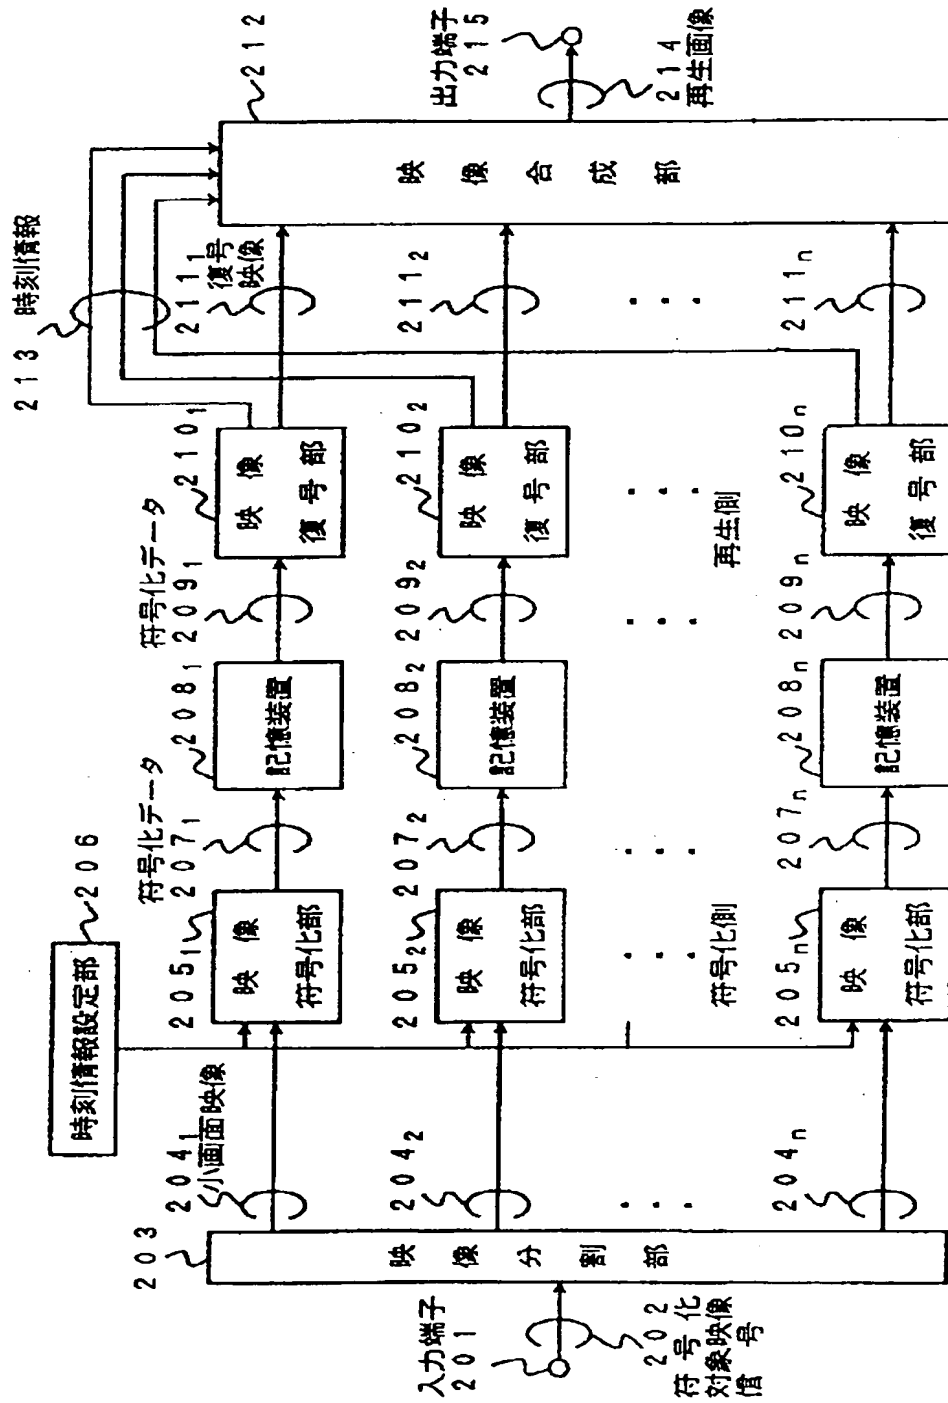 入力端子
201
202
符号化
対象映像
信号
203
映像分割部
204₁
小画面映像
204₂
204ₙ
・・・
時刻情報設定部
206
205₁
映像
符号化部
205₂
映像
符号化部
・・・
符号化側
205ₙ
映像
符号化部
符号化データ
207₁
207₂
・・・
207ₙ
208₁
記憶装置
208₂
記憶装置
208ₙ
記憶装置
符号化データ
209₁
209₂
・・・
209ₙ
210₁
映像
復号部
210₂
映像
復号部
・・・
再生側
210ₙ
映像
復号部
213 時刻情報
211₁
復号
映像
211₂
・・・
211ₙ
212
映像合成部
出力端子
215
214
再生画像